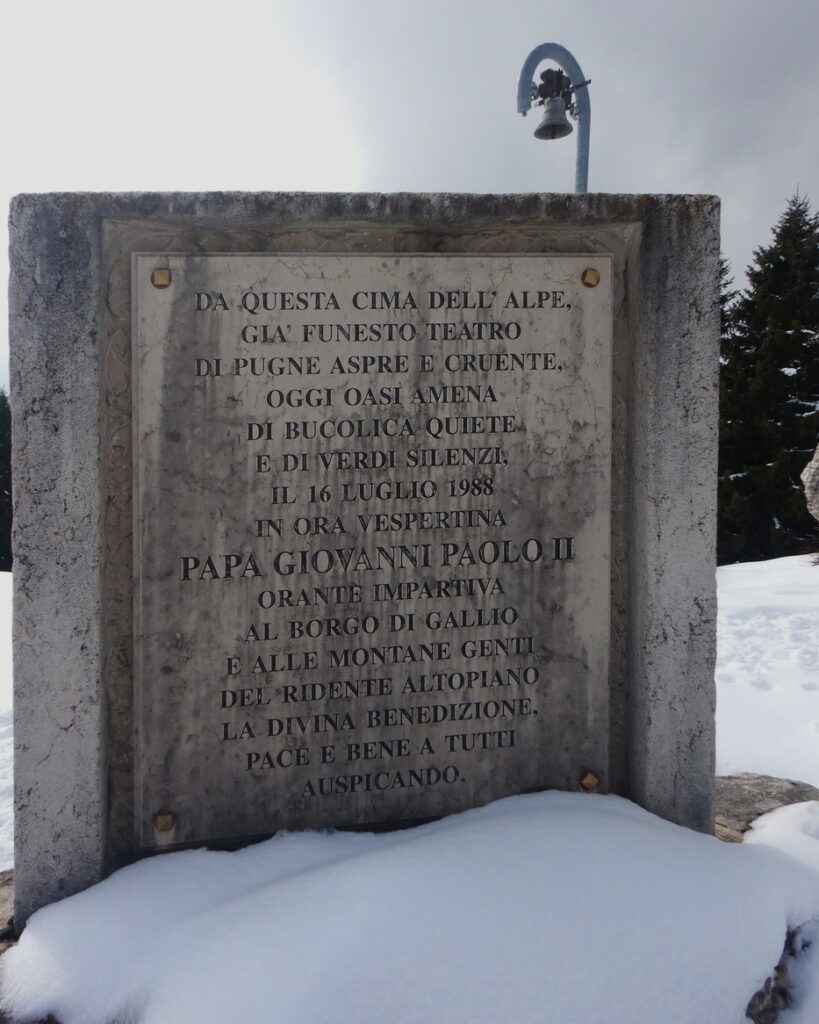 DA QUESTA CIMA DELL' ALPE,
GIA' FUNESTO TEATRO
DI PUGNE ASPRE E CRUENTE,
OGGI OASI AMENA
DI BUCOLICA QUIETE
E DI VERDI SILENZI,
IL 16 LUGLIO 1988
IN ORA VESPERTINA
PAPA GIOVANNI PAOLO II
ORANTE IMPARTIVA
AL BORGO DI GALLIO
E ALLE MONTANE GENTI
DEL RIDENTE ALTOPIANO
LA DIVINA BENEDIZIONE,
PACE E BENE A TUTTI
AUSPICANDO.